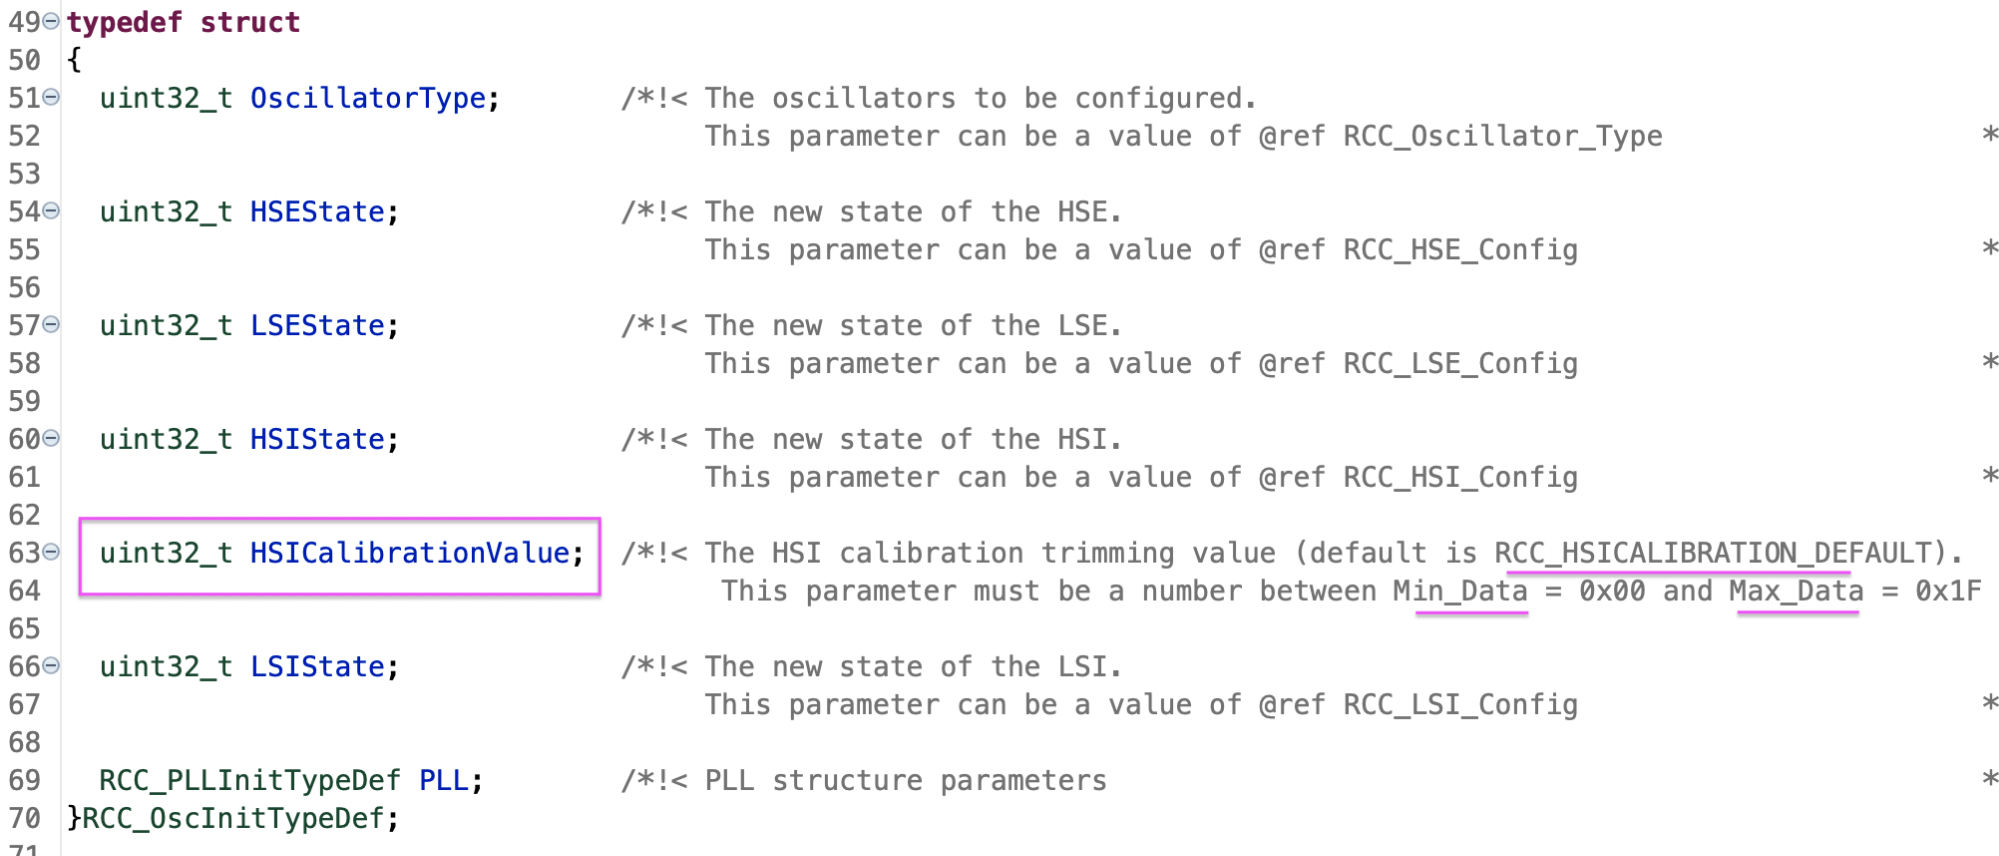 49 typedef struct
50 {
51 uint32_t OscillatorType; /*!< The oscillators to be configured.
52 This parameter can be a value of @ref RCC_Oscillator_Type *
53
54 uint32_t HSEState; /*!< The new state of the HSE.
55 This parameter can be a value of @ref RCC_HSE_Config *
56
57 uint32_t LSEState; /*!< The new state of the LSE.
58 This parameter can be a value of @ref RCC_LSE_Config *
59
60 uint32_t HSIState; /*!< The new state of the HSI.
61 This parameter can be a value of @ref RCC_HSI_Config *
62
63 uint32_t HSICalibrationValue; /*!< The HSI calibration trimming value (default is RCC_HSICALIBRATION_DEFAULT).
64 This parameter must be a number between Min_Data = 0x00 and Max_Data = 0x1F
65
66 uint32_t LSIState; /*!< The new state of the LSI.
67 This parameter can be a value of @ref RCC_LSI_Config *
68
69 RCC_PLLInitTypeDef PLL; /*!< PLL structure parameters *
70 }RCC_OscInitTypeDef;
71